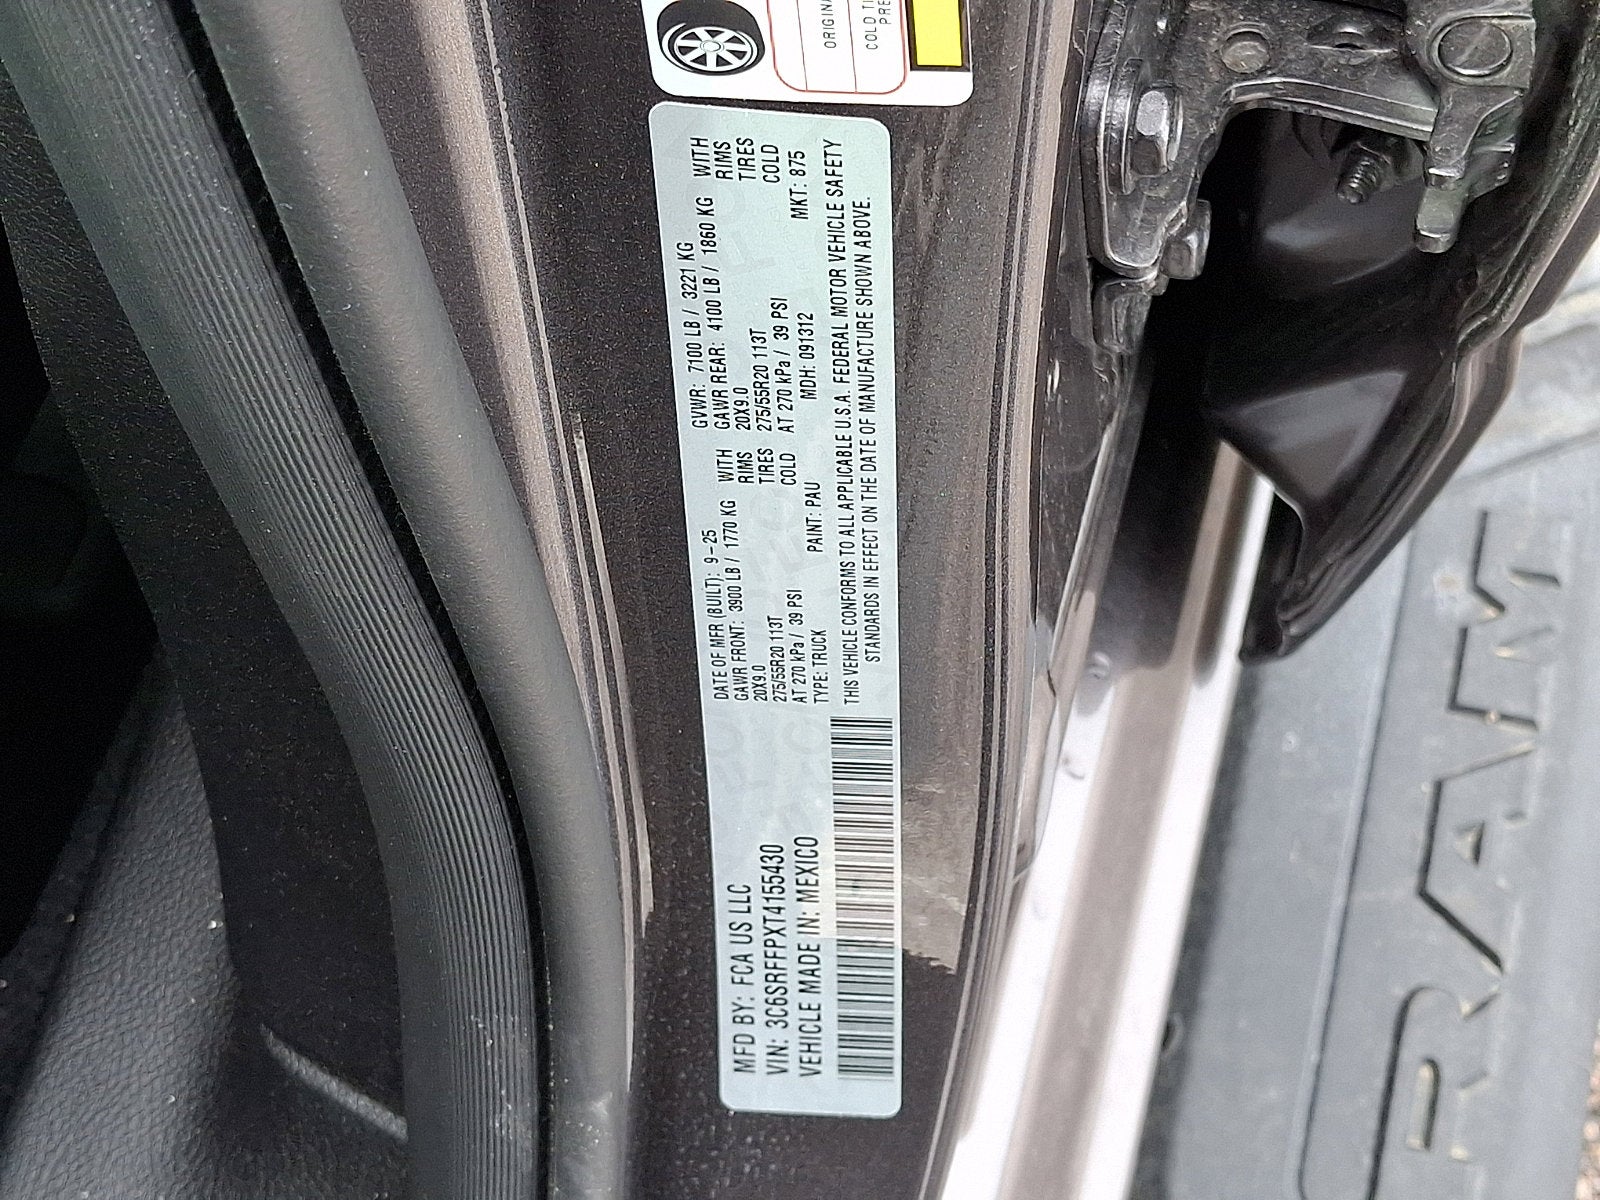 ORIGINA
COLD TI
PRE
MFD BY: FCA US LLC
VIN: 3C6SRFFPXT4155430
VEHICLE MADE IN: MEXICO
DATE OF MFR (BUILT): 9-25 GVWR: 7100 LB / 3221 KG
GAWR FRONT: 3900 LB / 1770 KG WITH GAWR REAR: 4100 LB / 1860 KG WITH
20X9.0 RIMS 20X9.0 RIMS
275/55R20 113T TIRES 275/55R20 113T TIRES
AT 270 kPa / 39 PSI COLD AT 270 kPa / 39 PSI COLD
TYPE: TRUCK PAINT: PAU MDH: 091312 MKT: 875
THIS VEHICLE CONFORMS TO ALL APPLICABLE U.S.A. FEDERAL MOTOR VEHICLE SAFETY
STANDARDS IN EFFECT ON THE DATE OF MANUFACTURE SHOWN ABOVE.
RAM